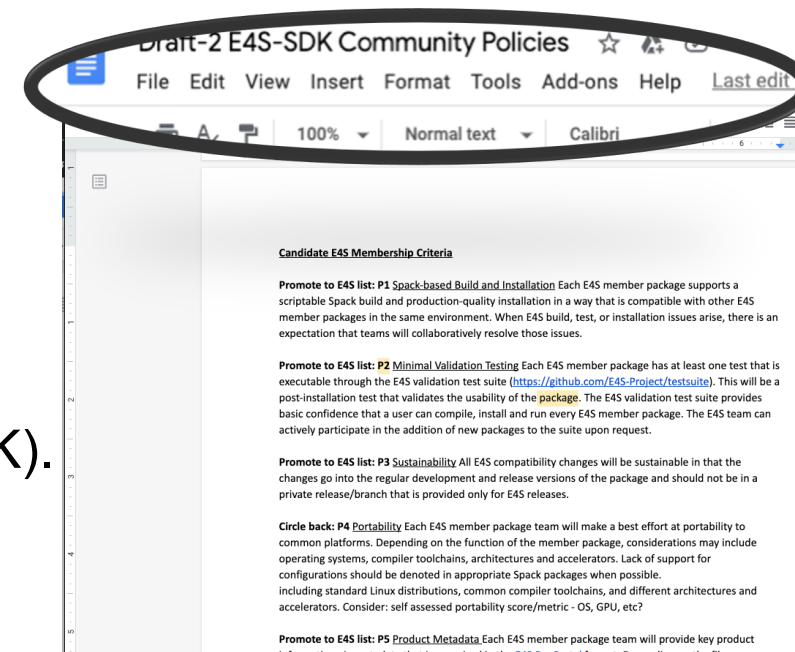 Draft-2 E4S-SDK Community Policies
File Edit View Insert Format Tools Add-ons Help Last edit
100% Normal text Calibri
6
1
Candidate E4S Membership Criteria
Promote to E4S list: P1 Spack-based Build and Installation Each E4S member package supports a
scriptable Spack build and production-quality installation in a way that is compatible with other E4S
member packages in the same environment. When E4S build, test, or installation issues arise, there is an
expectation that teams will collaboratively resolve those issues.
1
Promote to E4S list: P2 Minimal Validation Testing Each E4S member package has at least one test that is
executable through the E4S validation test suite (https://github.com/E4S-Project/testsuite). This will be a
post-installation test that validates the usability of the package. The E4S validation test suite provides
basic confidence that a user can compile, install and run every E4S member package. The E4S team can
actively participate in the addition of new packages to the suite upon request.
2
K).
Promote to E4S list: P3 Sustainability All E4S compatibility changes will be sustainable in that the
changes go into the regular development and release versions of the package and should not be in a
private release/branch that is provided only for E4S releases.
3
Circle back: P4 Portability Each E4S member package team will make a best effort at portability to
common platforms. Depending on the function of the member package, considerations may include
operating systems, compiler toolchains, architectures and accelerators. Lack of support for
configurations should be denoted in appropriate Spack packages when possible.
including standard Linux distributions, common compiler toolchains, and different architectures and
accelerators. Consider: self assessed portability score/metric - OS, GPU, etc?
4
5
Promote to E4S list: P5 Product Metadata Each E4S member package team will provide key product